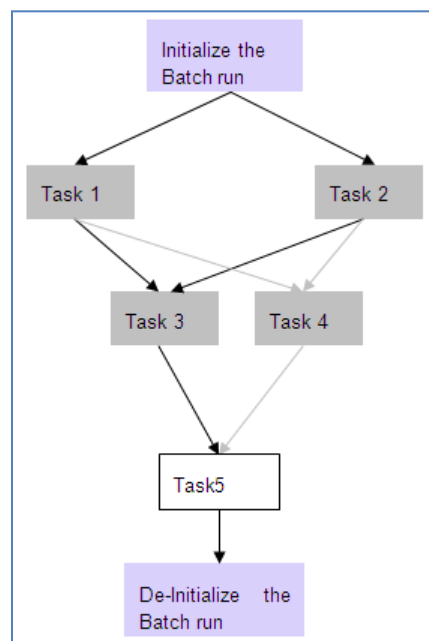 Initialize the
Batch run
Task 1
Task 2
Task 3
Task 4
Task5
De-Initialize the
Batch run